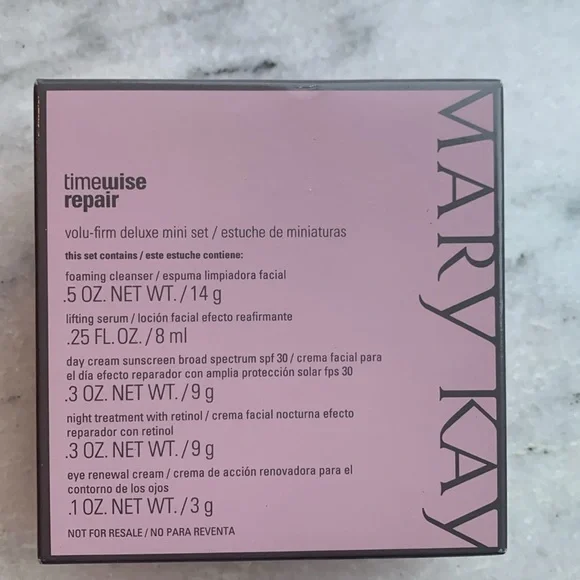 timewise
repair
volu-firm deluxe mini set / estuche de miniaturas
this set contains / este estuche contiene:
foaming cleanser / espuma limpiadora facial
.5 OZ. NET WT. / 14 g
lifting serum / loción facial efecto reafirmante
.25 FL. OZ. / 8 ml
day cream sunscreen broad spectrum spf 30 / crema facial para
el día efecto reparador con amplia protección solar fps 30
.3 OZ. NET WT. / 9 g
night treatment with retinol / crema facial nocturna efecto
reparador con retinol
.3 OZ. NET WT. / 9 g
eye renewal cream / crema de acción renovadora para el
contorno de los ojos
.1 OZ. NET WT. / 3 g
NOT FOR RESALE / NO PARA REVENTA
MARY KAY